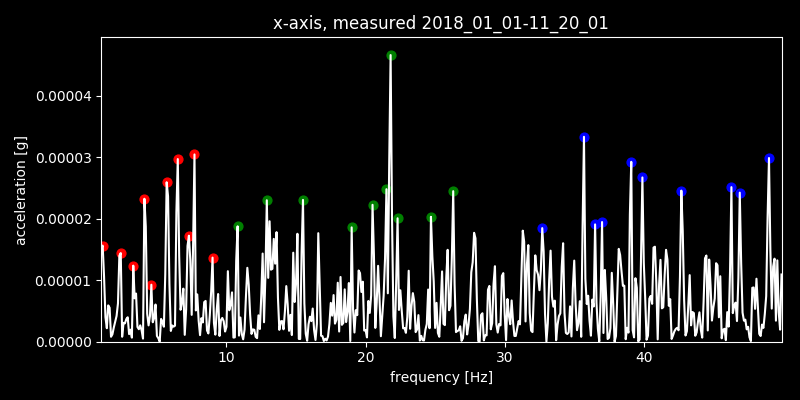 x-axis, measured 2018_01_01-11_20_01
acceleration [g]
0.00004
0.00003
0.00002
0.00001
0.00000
10 20 30 40
frequency [Hz]